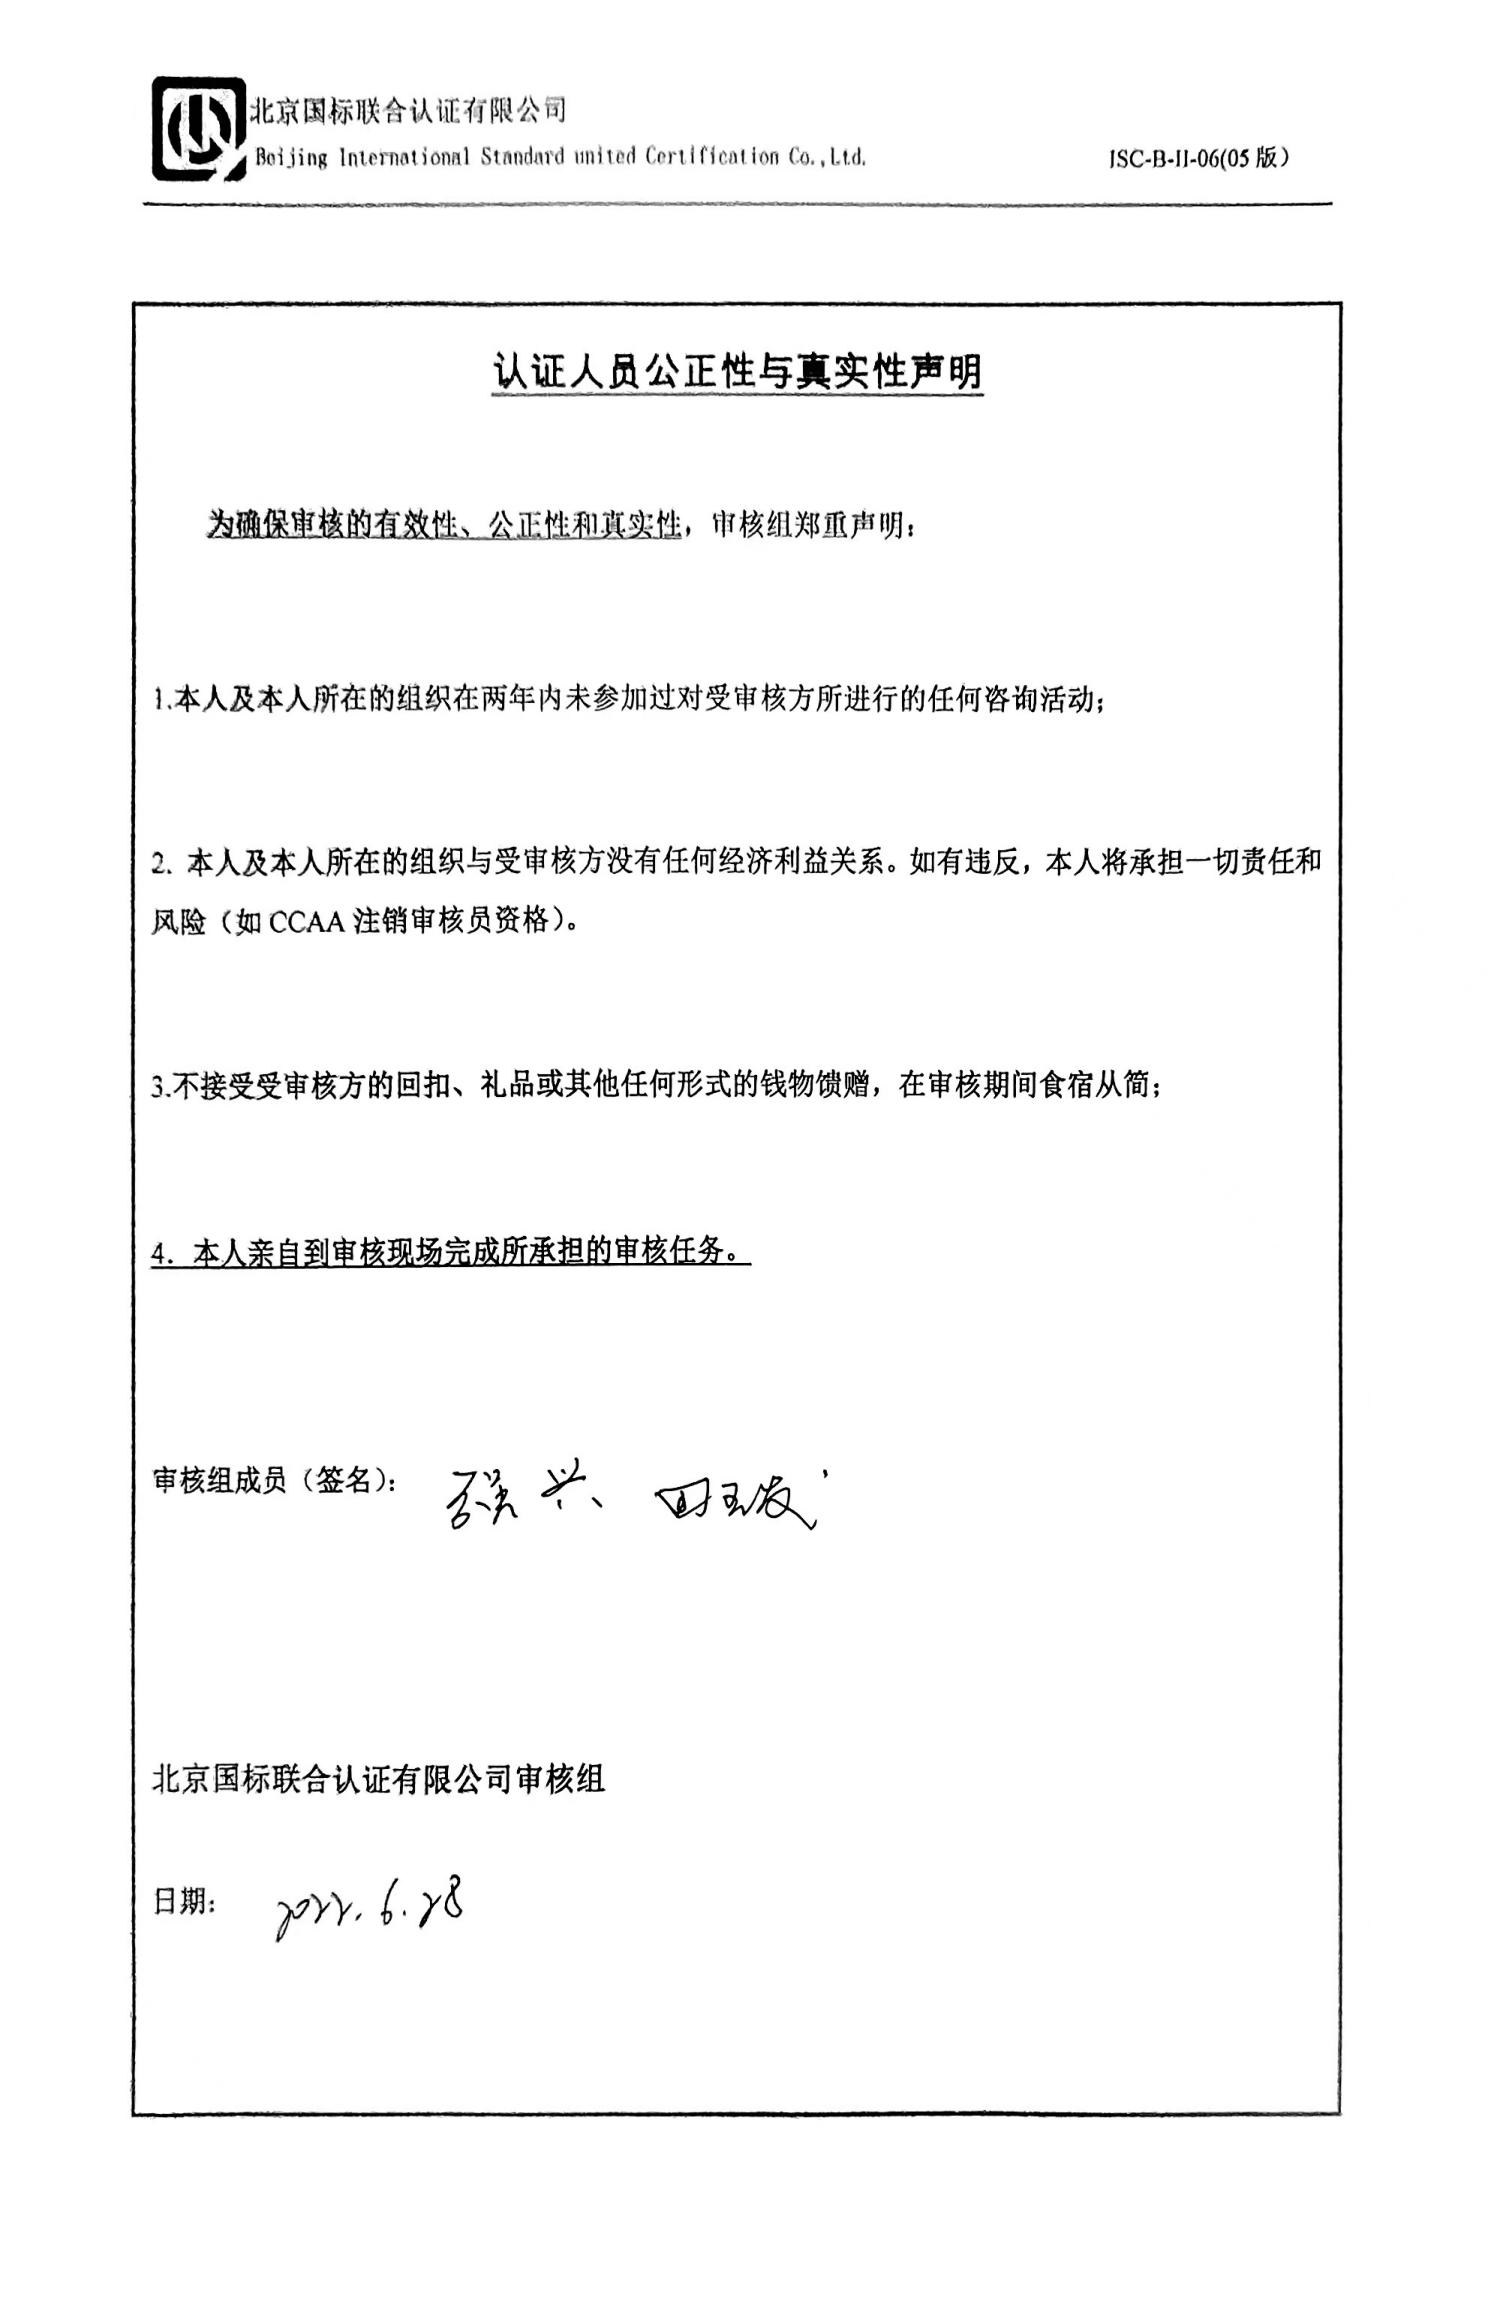 北京国标联合认证有限公司
Beijing International Standard united Certification Co.,Ltd.
ISC-B-II-06(05版)
认证人员公正性与真实性声明
为确保审核的有效性、公正性和真实性，审核组郑重声明：
1.本人及本人所在的组织在两年内未参加过对受审核方所进行的任何咨询活动；
2. 本人及本人所在的组织与受审核方没有任何经济利益关系。如有违反，本人将承担一切责任和
风险（如 CCAA 注销审核员资格）。
3.不接受受审核方的回扣、礼品或其他任何形式的钱物馈赠，在审核期间食宿从简；
4. 本人亲自到审核现场完成所承担的审核任务。
审核组成员（签名）：
北京国标联合认证有限公司审核组
日期： 2022.6.28